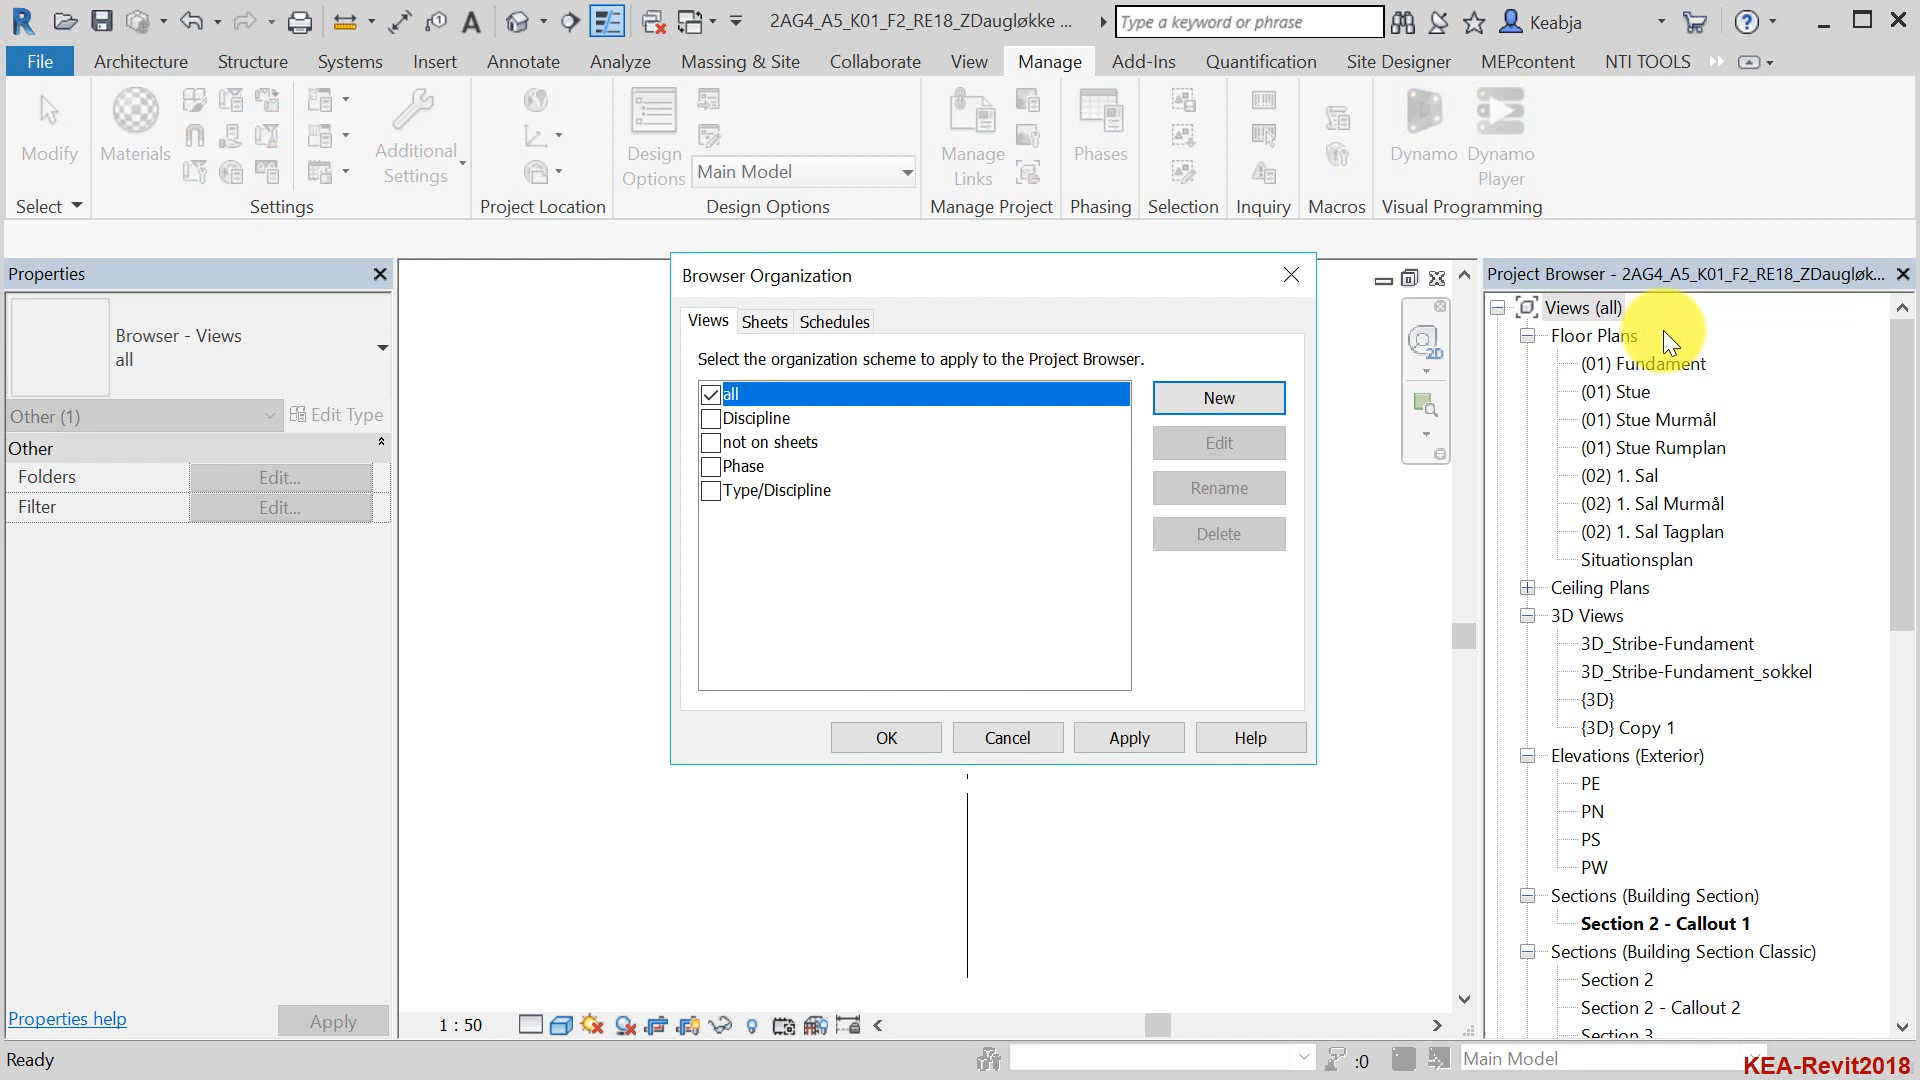 2AG4_A5_K01_F2_RE18_ZDaugløkke ...
Type a keyword or phrase
Keabja
File Architecture Structure Systems Insert Annotate Analyze Massing & Site Collaborate View Manage Add-Ins Quantification Site Designer MEPcontent NTI TOOLS
Modify
Materials
Additional
Settings
Design
Options
Main Model
Manage
Links
Phases
Dynamo
Dynamo
Player
Select
Settings
Project Location
Design Options
Manage Project
Phasing
Selection
Inquiry
Macros
Visual Programming
Properties
Browser - Views
all
Other (1)
Edit Type
Other
Folders
Edit...
Filter
Edit...
Properties help
Apply
Browser Organization
Views
Sheets
Schedules
Select the organization scheme to apply to the Project Browser.
all
Discipline
not on sheets
Phase
Type/Discipline
New
Edit
Rename
Delete
OK
Cancel
Apply
Help
2D
Project Browser - 2AG4_A5_K01_F2_RE18_ZDaugløk...
Views (all)
Floor Plans
(01) Fundament
(01) Stue
(01) Stue Murmål
(01) Stue Rumplan
(02) 1. Sal
(02) 1. Sal Murmål
(02) 1. Sal Tagplan
Situationsplan
Ceiling Plans
3D Views
3D_Stribe-Fundament
3D_Stribe-Fundament_sokkel
{3D}
{3D} Copy 1
Elevations (Exterior)
PE
PN
PS
PW
Sections (Building Section)
Section 2 - Callout 1
Sections (Building Section Classic)
Section 2
Section 2 - Callout 2
Section 3
1 : 50
Ready
:0
Main Model
KEA-Revit2018